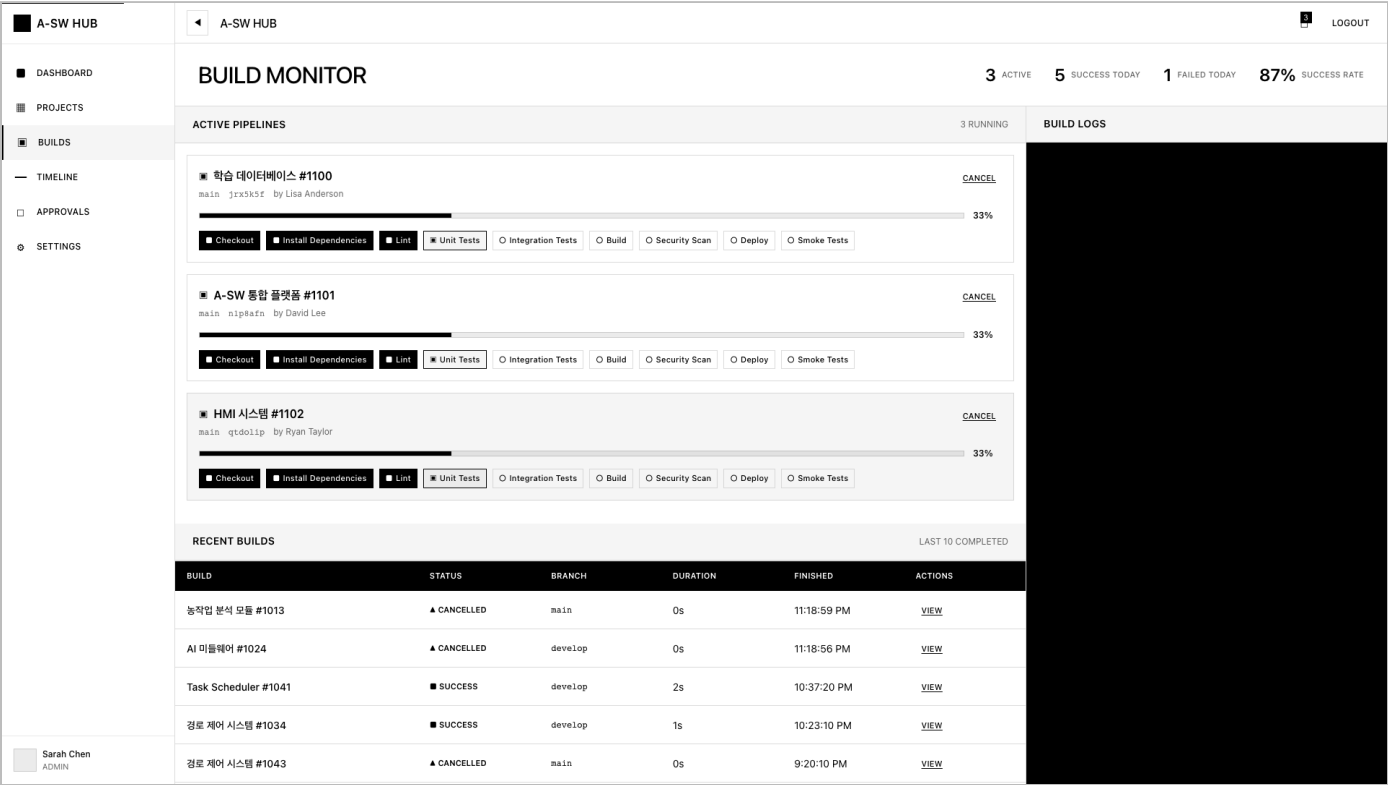 A-SW HUB
DASHBOARD
PROJECTS
BUILDS
TIMELINE
APPROVALS
SETTINGS
Sarah Chen
ADMIN
A-SW HUB
3
LOGOUT
BUILD MONITOR
3 ACTIVE 5 SUCCESS TODAY 1 FAILED TODAY 87% SUCCESS RATE
ACTIVE PIPELINES 3 RUNNING
학습 데이터베이스 #1100 CANCEL
main jrx5k5f by Lisa Anderson
33%
Checkout Install Dependencies Lint Unit Tests Integration Tests Build Security Scan Deploy Smoke Tests
A-SW 통합 플랫폼 #1101 CANCEL
main n1p8afn by David Lee
33%
Checkout Install Dependencies Lint Unit Tests Integration Tests Build Security Scan Deploy Smoke Tests
HMI 시스템 #1102 CANCEL
main qtdolip by Ryan Taylor
33%
Checkout Install Dependencies Lint Unit Tests Integration Tests Build Security Scan Deploy Smoke Tests
RECENT BUILDS LAST 10 COMPLETED
BUILD STATUS BRANCH DURATION FINISHED ACTIONS
농작업 분석 모듈 #1013 CANCELLED main 0s 11:18:59 PM VIEW
AI 미들웨어 #1024 CANCELLED develop 0s 11:18:56 PM VIEW
Task Scheduler #1041 SUCCESS develop 2s 10:37:20 PM VIEW
경로 제어 시스템 #1034 SUCCESS develop 1s 10:23:10 PM VIEW
경로 제어 시스템 #1043 CANCELLED main 0s 9:20:10 PM VIEW
BUILD LOGS